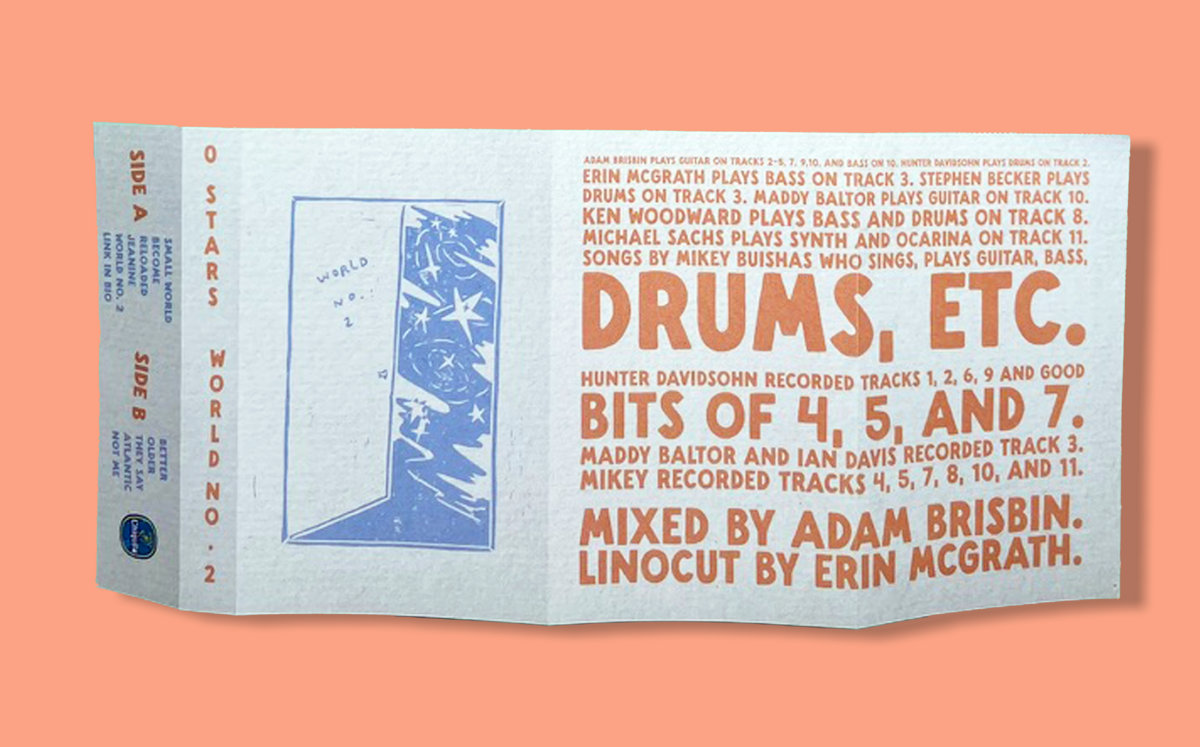 SIDE A
SMALL WORLD
BECOME
RELOADED
JEANINE
WORLD NO. 2
LINK IN BIO
SIDE B
BETTER
OLDER
THEY SAY
ATLANTIC
NOT ME
Chiquita
0 STARS WORLD NO. 2
WORLD
NO.
2
ADAM BRISBIN PLAYS GUITAR ON TRACKS 2-5, 7, 9,10, AND BASS ON 10. HUNTER DAVIDSOHN PLAYS DRUMS ON TRACK 2.
ERIN MCGRATH PLAYS BASS ON TRACK 3. STEPHEN BECKER PLAYS
DRUMS ON TRACK 3. MADDY BALTOR PLAYS GUITAR ON TRACK 10.
KEN WOODWARD PLAYS BASS AND DRUMS ON TRACK 8.
MICHAEL SACHS PLAYS SYNTH AND OCARINA ON TRACK 11.
SONGS BY MIKEY BUISHAS WHO SINGS, PLAYS GUITAR, BASS,
DRUMS, ETC.
HUNTER DAVIDSOHN RECORDED TRACKS 1, 2, 6, 9 AND GOOD
BITS OF 4, 5, AND 7.
MADDY BALTOR AND IAN DAVIS RECORDED TRACK 3.
MIKEY RECORDED TRACKS 4, 5, 7, 8, 10, AND 11.
MIXED BY ADAM BRISBIN.
LINOCUT BY ERIN MCGRATH.